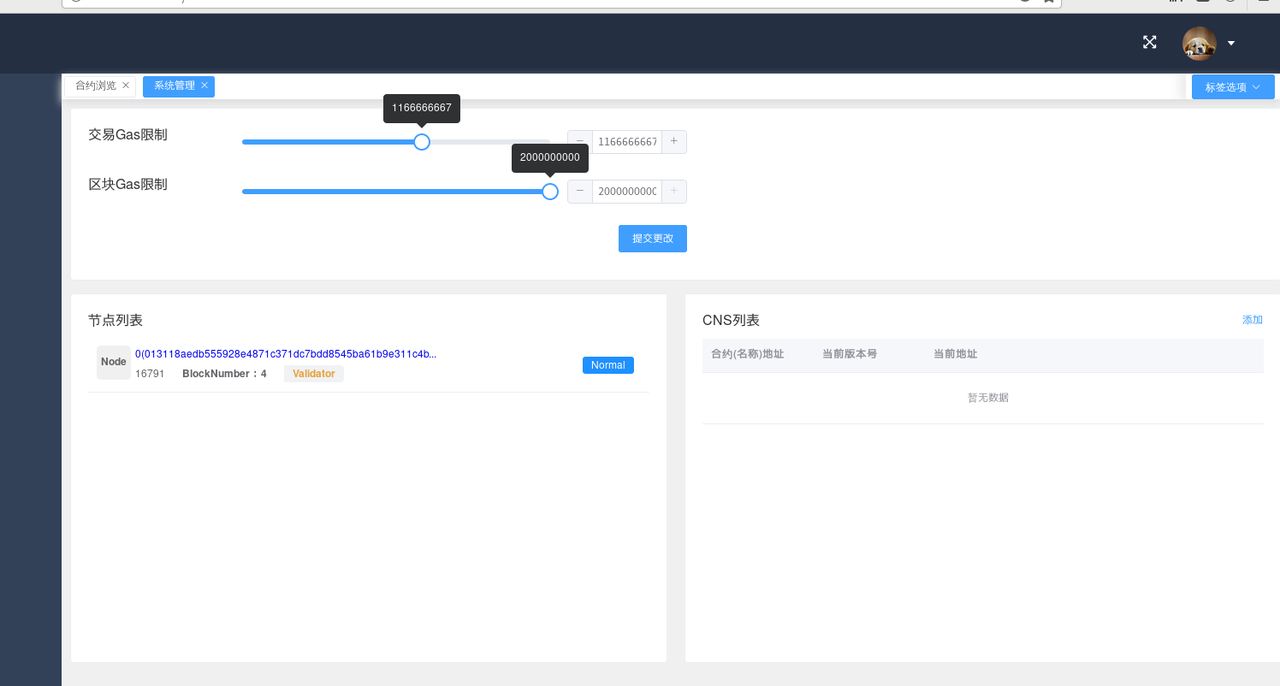 合约浏览 ×
系统管理 ×
标签选项
1166666667
交易Gas限制
− 1166666667 +
2000000000
区块Gas限制
− 2000000000 +
提交更改
节点列表
Node
0(013118aedb555928e4871c371dc7bdd8545ba61b9e311c4b...
16791 BlockNumber：4 Validator
Normal
CNS列表
添加
合约(名称)地址 当前版本号 当前地址
暂无数据